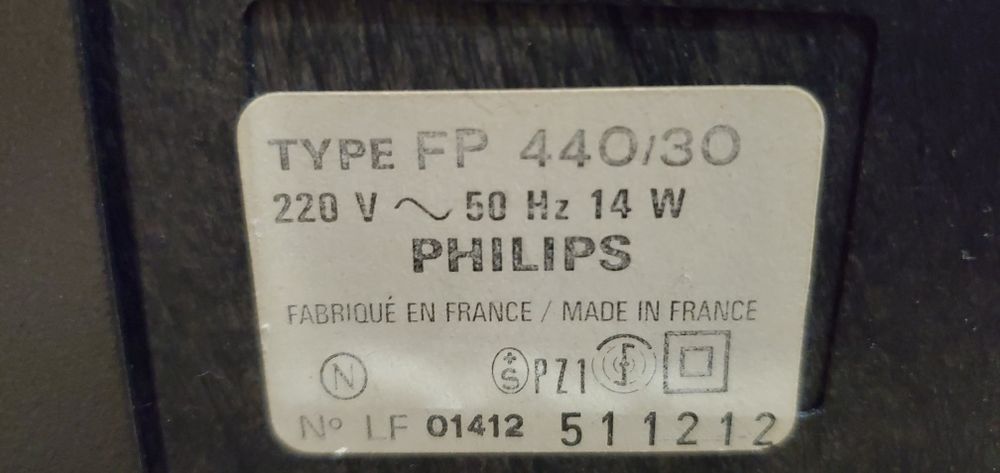 TYPE FP 440/30
220 V ~ 50 Hz 14 W
PHILIPS
FABRIQUÉ EN FRANCE / MADE IN FRANCE
N +S PZ1
Nº LF 01412 511212